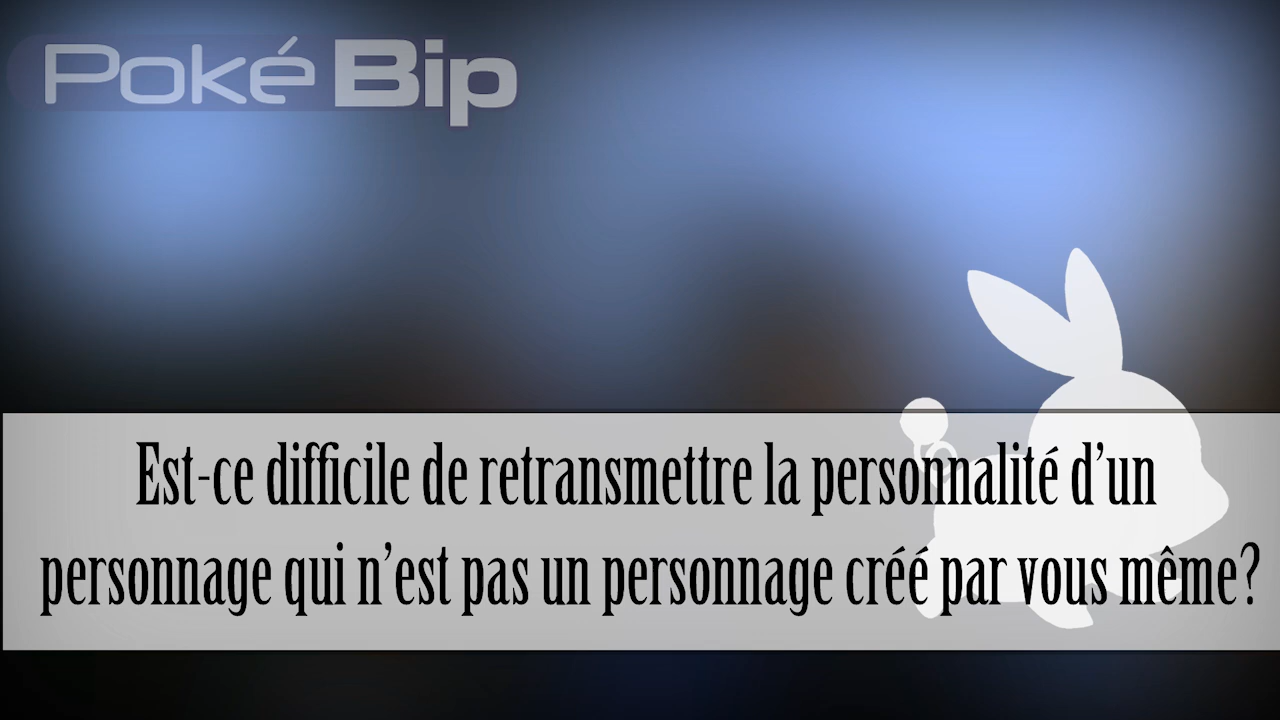 Poké Bip
Est-ce difficile de retransmettre la personnalité d’un
personnage qui n’est pas un personnage créé par vous même?